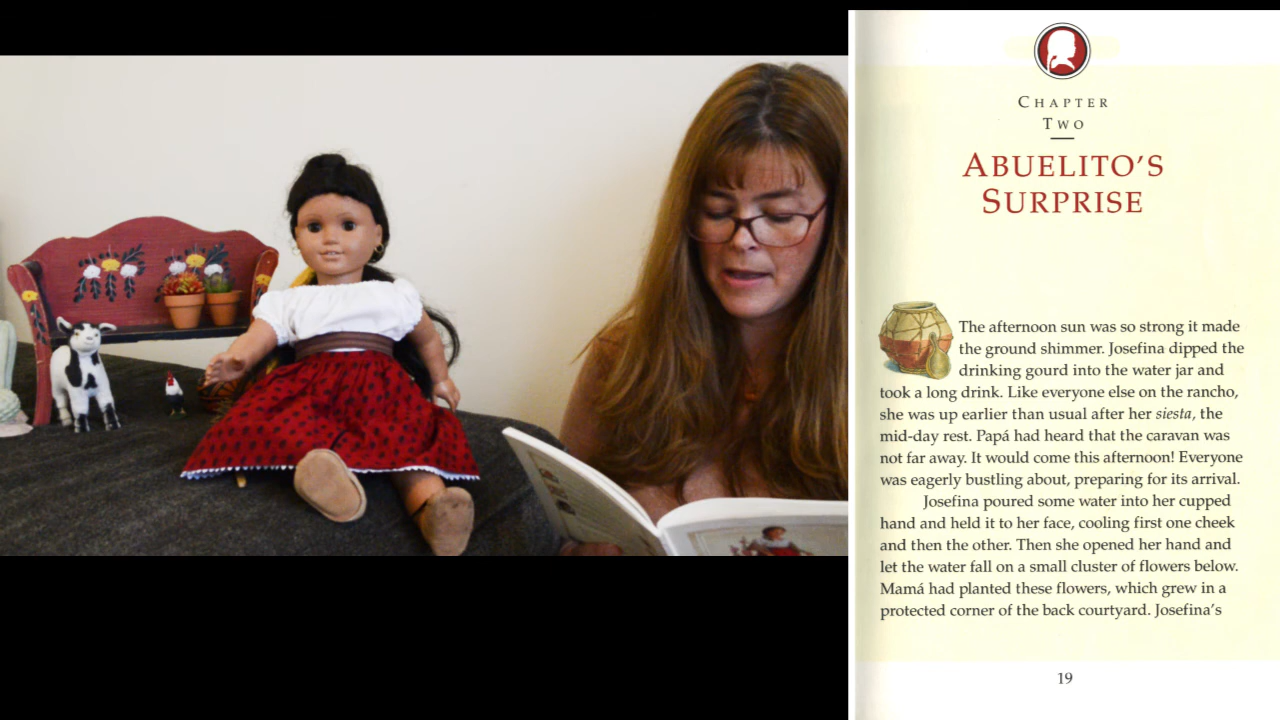 CHAPTER
TWO
ABUELITO'S
SURPRISE
The afternoon sun was so strong it made
the ground shimmer. Josefina dipped the
drinking gourd into the water jar and
took a long drink. Like everyone else on the rancho,
she was up earlier than usual after her siesta, the
mid-day rest. Papá had heard that the caravan was
not far away. It would come this afternoon! Everyone
was eagerly bustling about, preparing for its arrival.
Josefina poured some water into her cupped
hand and held it to her face, cooling first one cheek
and then the other. Then she opened her hand and
let the water fall on a small cluster of flowers below.
Mamá had planted these flowers, which grew in a
protected corner of the back courtyard. Josefina's
19